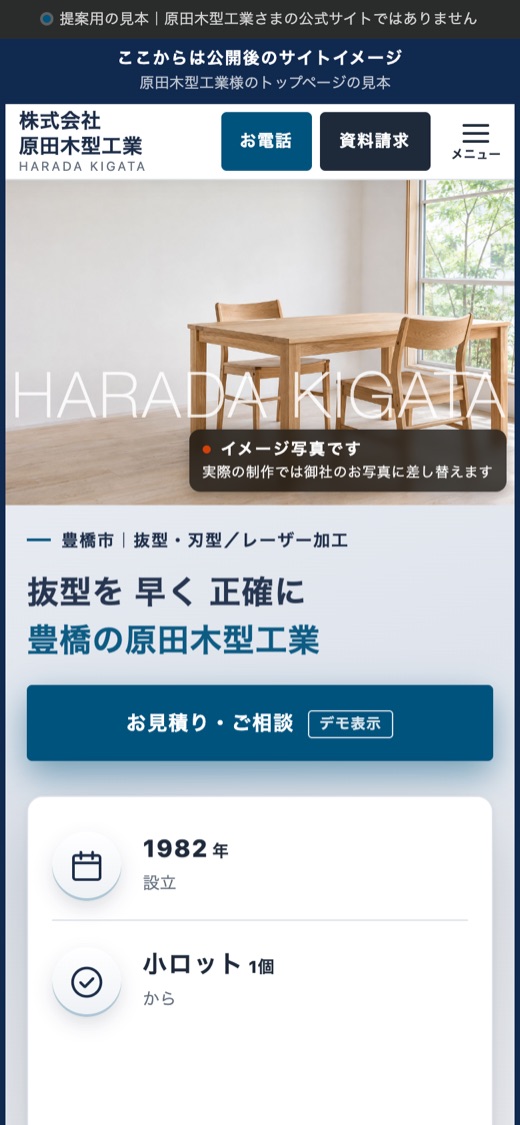 提案用の見本｜原田木型工業さまの公式サイトではありません
ここからは公開後のサイトイメージ
原田木型工業様のトップページの見本
株式会社
原田木型工業
HARADA KIGATA
お電話
資料請求
メニュー
HARADA KIGATA
イメージ写真です
実際の制作では御社のお写真に差し替えます
豊橋市｜抜型・刃型／レーザー加工
抜型を 早く 正確に
豊橋の原田木型工業
お見積り・ご相談 デモ表示
1982 年
設立
小ロット 1個
から